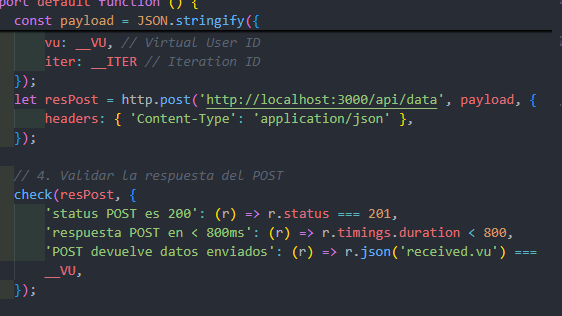 port default function () {
const payload = JSON.stringify({
vu: __VU, // Virtual User ID
iter: __ITER // Iteration ID
});
let resPost = http.post('http://localhost:3000/api/data', payload, {
headers: { 'Content-Type': 'application/json' },
});
// 4. Validar la respuesta del POST
check(resPost, {
'status POST es 200': (r) => r.status === 201,
'respuesta POST en < 800ms': (r) => r.timings.duration < 800,
'POST devuelve datos enviados': (r) => r.json('received.vu') ===
__VU,
});